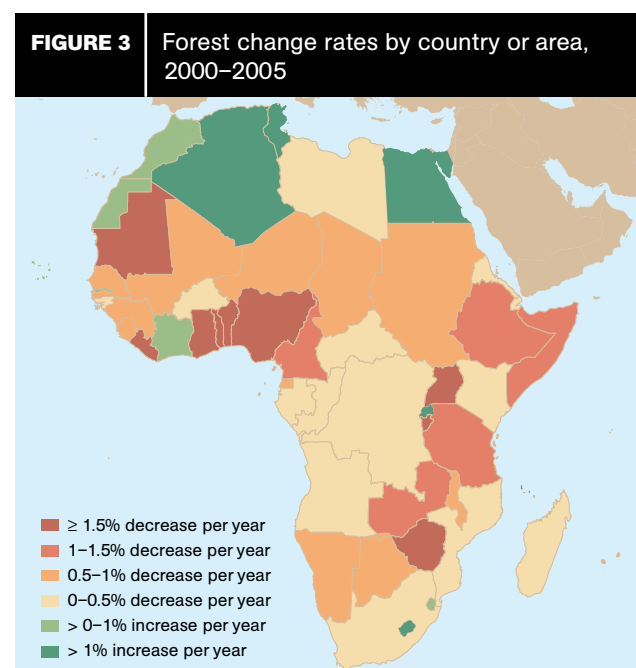 FIGURE 3
Forest change rates by country or area,
2000–2005
≥ 1.5% decrease per year
1–1.5% decrease per year
0.5–1% decrease per year
0–0.5% decrease per year
> 0–1% increase per year
> 1% increase per year